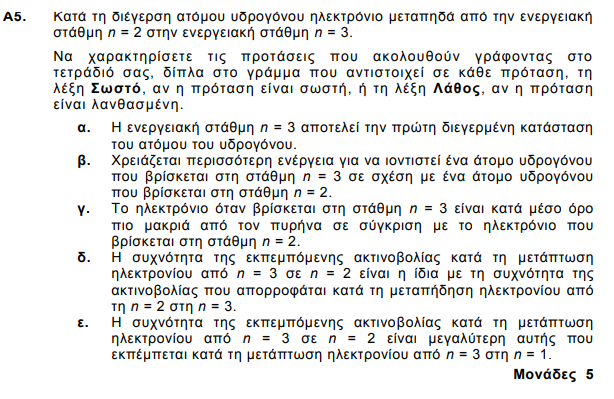 Α5. Κατά τη διέγερση ατόμου υδρογόνου ηλεκτρόνιο μεταπηδά από την ενεργειακή
στάθμη n = 2 στην ενεργειακή στάθμη n = 3.
Να χαρακτηρίσετε τις προτάσεις που ακολουθούν γράφοντας στο
τετράδιό σας, δίπλα στο γράμμα που αντιστοιχεί σε κάθε πρόταση, τη
λέξη Σωστό, αν η πρόταση είναι σωστή, ή τη λέξη Λάθος, αν η πρόταση
είναι λανθασμένη.
α. Η ενεργειακή στάθμη n = 3 αποτελεί την πρώτη διεγερμένη κατάσταση
του ατόμου του υδρογόνου.
β. Χρειάζεται περισσότερη ενέργεια για να ιοντιστεί ένα άτομο υδρογόνου
που βρίσκεται στη στάθμη n = 3 σε σχέση με ένα άτομο υδρογόνου
που βρίσκεται στη στάθμη n = 2.
γ. Το ηλεκτρόνιο όταν βρίσκεται στη στάθμη n = 3 είναι κατά μέσο όρο
πιο μακριά από τον πυρήνα σε σύγκριση με το ηλεκτρόνιο που
βρίσκεται στη στάθμη n = 2.
δ. Η συχνότητα της εκπεμπόμενης ακτινοβολίας κατά τη μετάπτωση
ηλεκτρονίου από n = 3 σε n = 2 είναι η ίδια με τη συχνότητα της
ακτινοβολίας που απορροφάται κατά τη μεταπήδηση ηλεκτρονίου από
τη n = 2 στη n = 3.
ε. Η συχνότητα της εκπεμπόμενης ακτινοβολίας κατά τη μετάπτωση
ηλεκτρονίου από n = 3 σε n = 2 είναι μεγαλύτερη αυτής που
εκπέμπεται κατά τη μετάπτωση ηλεκτρονίου από n = 3 στη n = 1.
Μονάδες 5